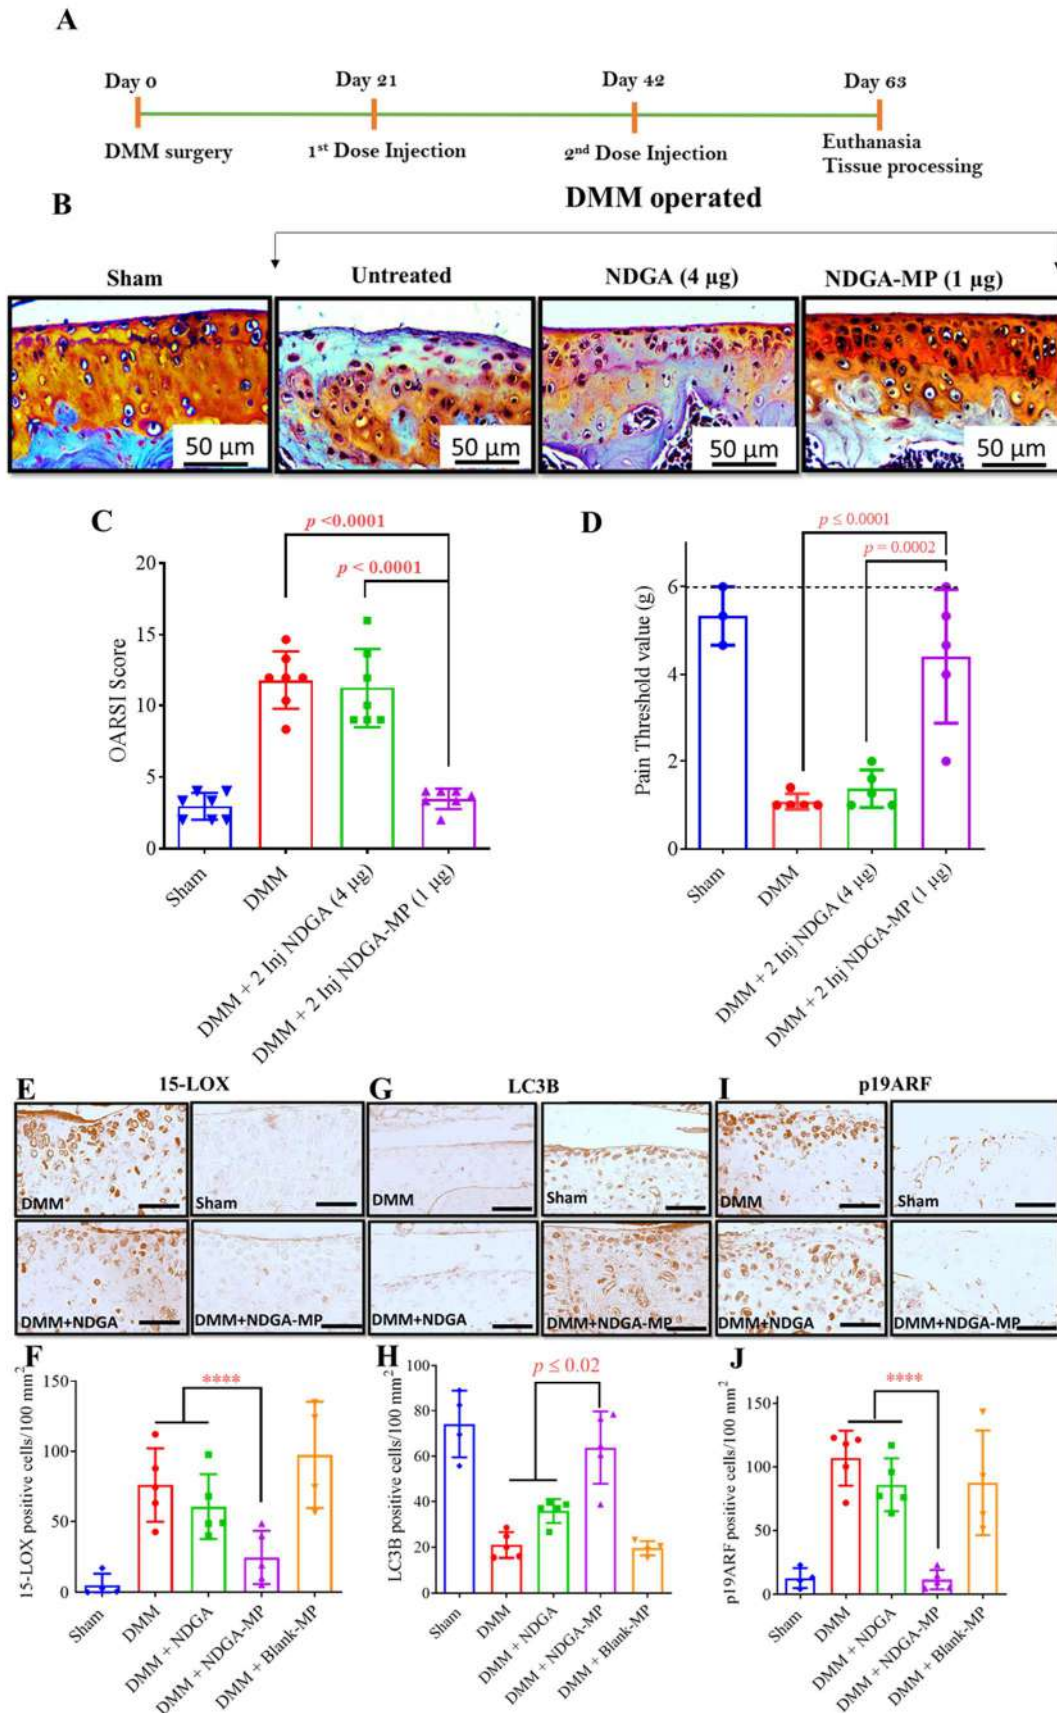 A
Day 0
Day 21
Day 42
Day 63
DMM surgery
1st Dose Injection
2nd Dose Injection
Euthanasia
Tissue processing
B
DMM operated
Sham
Untreated
NDGA (4 µg)
NDGA-MP (1 µg)
50 µm
50 µm
50 µm
50 µm
C
p <0.0001
p < 0.0001
20
15
10
5
0
OARSI Score
Sham
DMM
DMM + 2 Inj NDGA (4 µg)
DMM + 2 Inj NDGA-MP (1 µg)
D
p ≤ 0.0001
p = 0.0002
6
4
2
0
Pain Threshold value (g)
Sham
DMM
DMM + 2 Inj NDGA (4 µg)
DMM + 2 Inj NDGA-MP (1 µg)
E
15-LOX
DMM
Sham
DMM+NDGA
DMM+NDGA-MP
G
LC3B
DMM
Sham
DMM+NDGA
DMM+NDGA-MP
I
p19ARF
DMM
Sham
DMM+NDGA
DMM+NDGA-MP
F
****
150
100
50
0
15-LOX positive cells/100 mm²
Sham
DMM
DMM + NDGA
DMM + NDGA-MP
DMM + Blank-MP
H
p ≤ 0.02
100
80
60
40
20
0
LC3B positive cells/100 mm²
Sham
DMM
DMM + NDGA
DMM + NDGA-MP
DMM + Blank-MP
J
****
150
100
50
0
p19ARF positive cells/100 mm²
Sham
DMM
DMM + NDGA
DMM + NDGA-MP
DMM + Blank-MP